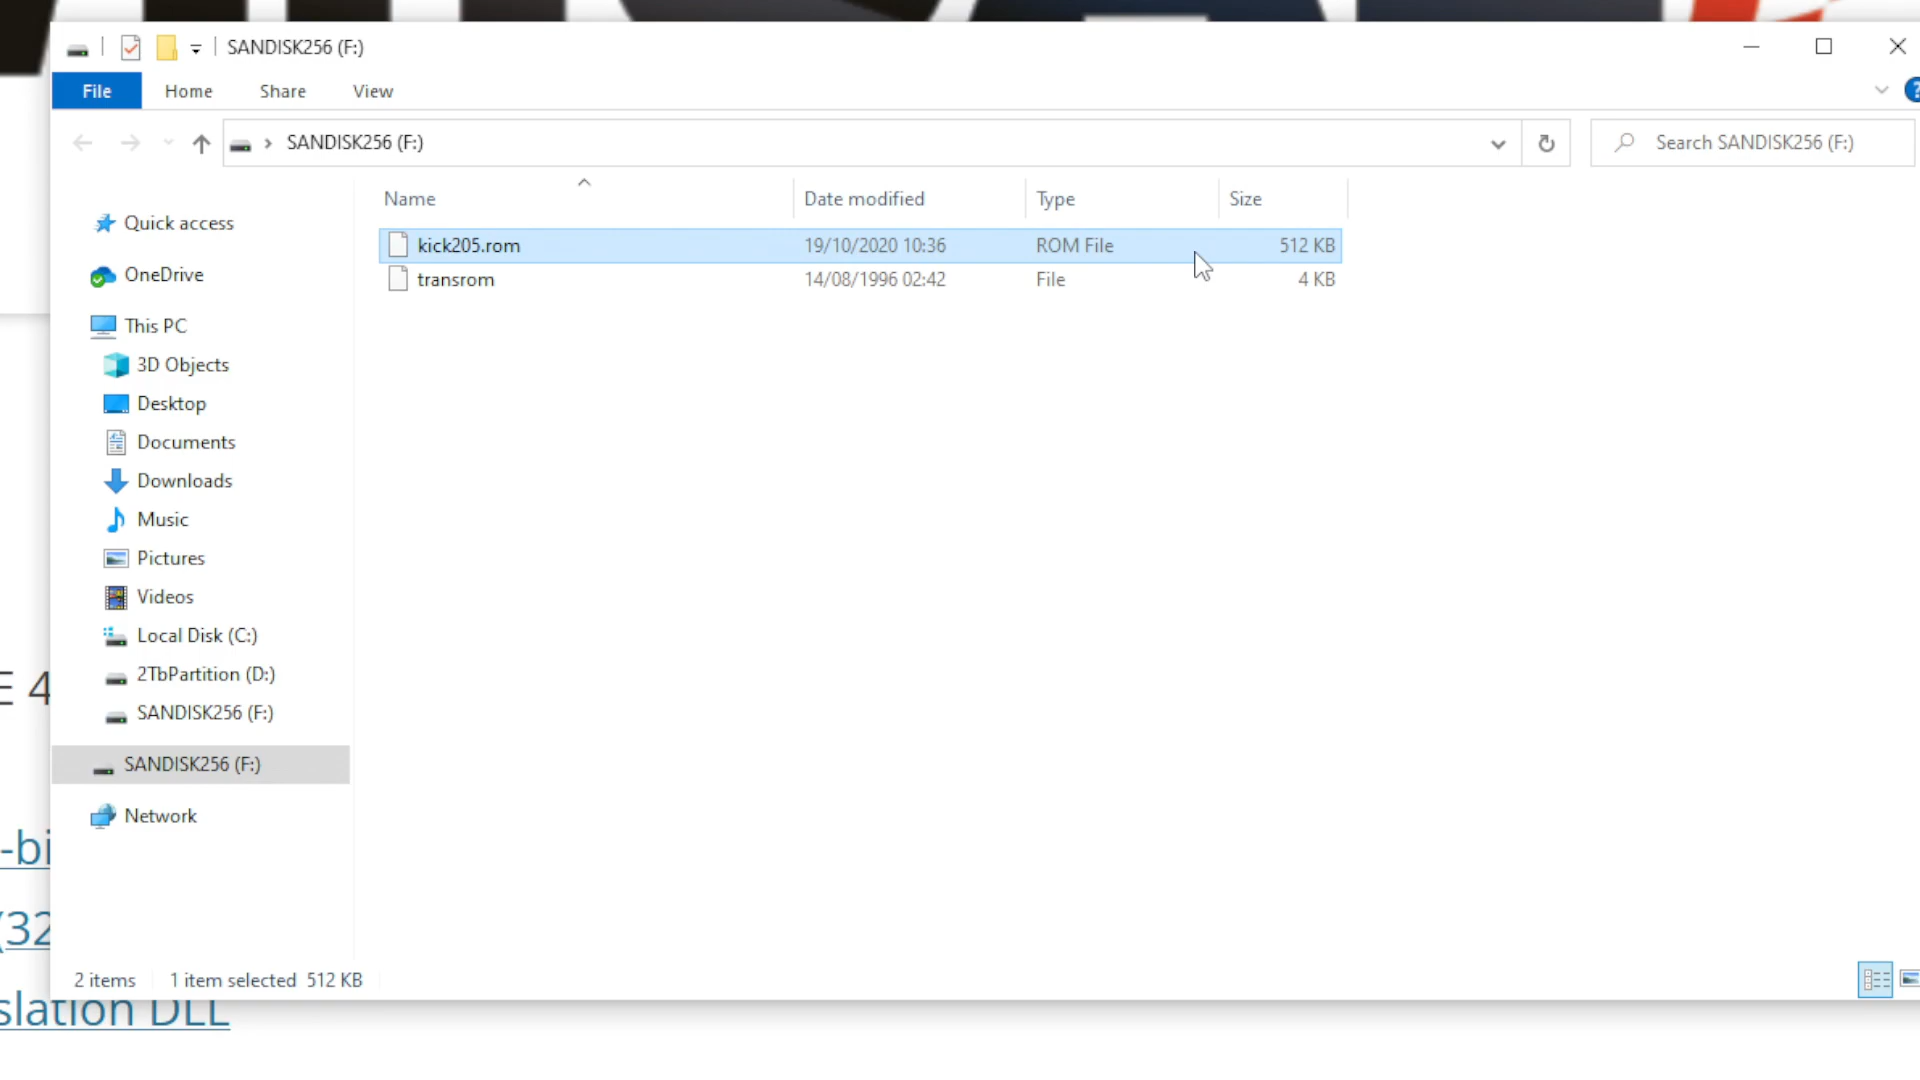 SANDISK256 (F:)
File Home Share View
SANDISK256 (F:)
Search SANDISK256 (F:)
Name Date modified Type Size
kick205.rom 19/10/2020 10:36 ROM File 512 KB
transrom 14/08/1996 02:42 File 4 KB
Quick access
OneDrive
This PC
3D Objects
Desktop
Documents
Downloads
Music
Pictures
Videos
Local Disk (C:)
2TbPartition (D:)
SANDISK256 (F:)
SANDISK256 (F:)
Network
2 items 1 item selected 512 KB
E 4
-bi
(32
slation DLL